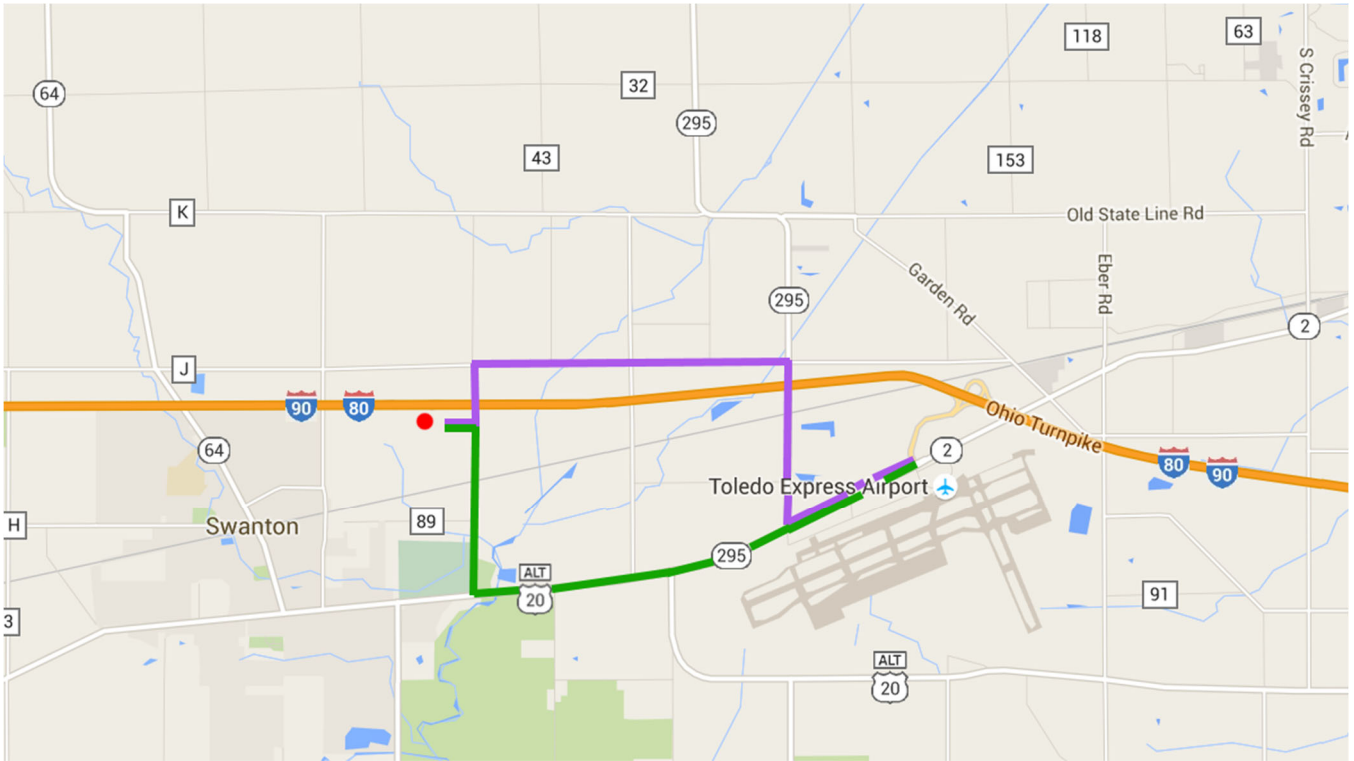 118
63
S Crissey Rd
64
32
295
43
153
K
Old State Line Rd
Eber Rd
Garden Rd
295
2
J
90
80
Ohio Turnpike
64
2
80
90
Toledo Express Airport
H
Swanton
89
295
ALT
20
91
3
ALT
20